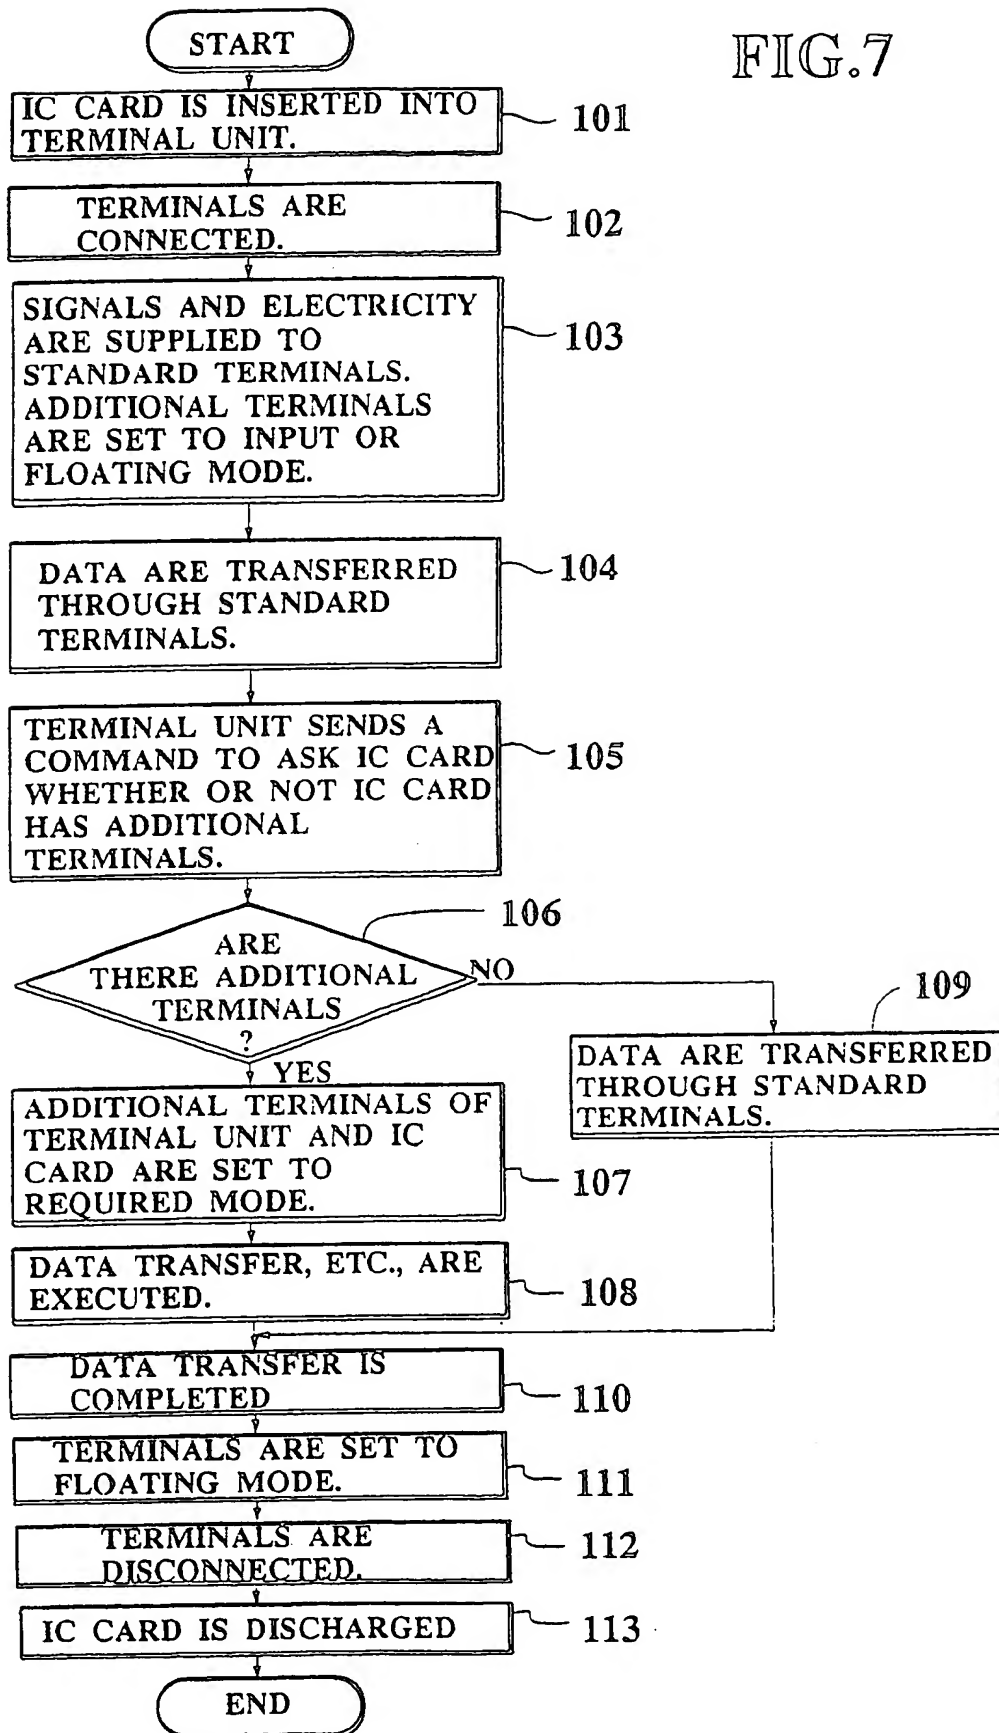 START
FIG.7
IC CARD IS INSERTED INTO
TERMINAL UNIT.
101
TERMINALS ARE
CONNECTED.
102
SIGNALS AND ELECTRICITY
ARE SUPPLIED TO
STANDARD TERMINALS.
ADDITIONAL TERMINALS
ARE SET TO INPUT OR
FLOATING MODE.
103
DATA ARE TRANSFERRED
THROUGH STANDARD
TERMINALS.
104
TERMINAL UNIT SENDS A
COMMAND TO ASK IC CARD
WHETHER OR NOT IC CARD
HAS ADDITIONAL
TERMINALS.
105
ARE
THERE ADDITIONAL
TERMINALS
?
106
NO
YES
109
DATA ARE TRANSFERRED
THROUGH STANDARD
TERMINALS.
ADDITIONAL TERMINALS OF
TERMINAL UNIT AND IC
CARD ARE SET TO
REQUIRED MODE.
107
DATA TRANSFER, ETC., ARE
EXECUTED.
108
DATA TRANSFER IS
COMPLETED
110
TERMINALS ARE SET TO
FLOATING MODE.
111
TERMINALS ARE
DISCONNECTED.
112
IC CARD IS DISCHARGED
113
END